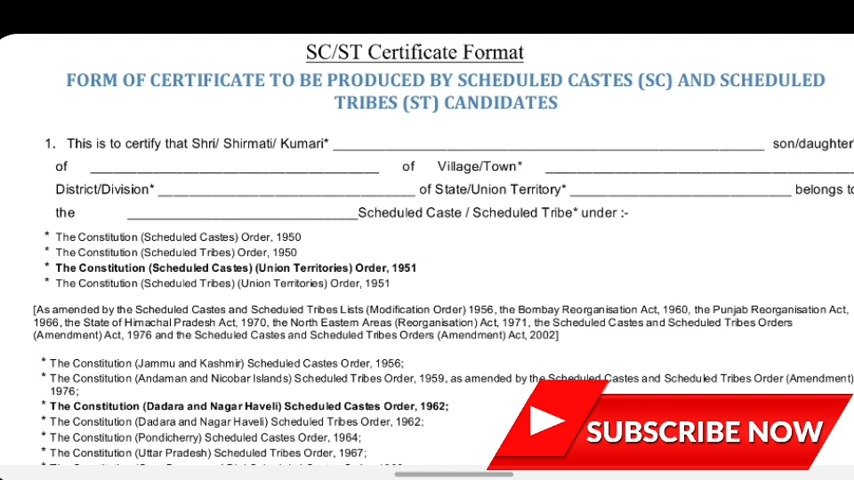 SC/ST Certificate Format
FORM OF CERTIFICATE TO BE PRODUCED BY SCHEDULED CASTES (SC) AND SCHEDULED
TRIBES (ST) CANDIDATES
1. This is to certify that Shri/ Shirmati/ Kumari* ____________________ son/daughter
of ____________________ of Village/Town* ____________________
District/Division* ____________________ of State/Union Territory* ____________________ belongs to
the ____________________Scheduled Caste / Scheduled Tribe* under :-
* The Constitution (Scheduled Castes) Order, 1950
* The Constitution (Scheduled Tribes) Order, 1950
* The Constitution (Scheduled Castes) (Union Territories) Order, 1951
* The Constitution (Scheduled Tribes) (Union Territories) Order, 1951
[As amended by the Scheduled Castes and Scheduled Tribes Lists (Modification Order) 1956, the Bombay Reorganisation Act, 1960, the Punjab Reorganisation Act,
1966, the State of Himachal Pradesh Act, 1970, the North Eastern Areas (Reorganisation) Act, 1971, the Scheduled Castes and Scheduled Tribes Orders
(Amendment) Act, 1976 and the Scheduled Castes and Scheduled Tribes Orders (Amendment) Act, 2002]
* The Constitution (Jammu and Kashmir) Scheduled Castes Order, 1956;
* The Constitution (Andaman and Nicobar Islands) Scheduled Tribes Order, 1959, as amended by the Scheduled Castes and Scheduled Tribes Order (Amendment)
1976;
* The Constitution (Dadara and Nagar Haveli) Scheduled Castes Order, 1962;
* The Constitution (Dadara and Nagar Haveli) Scheduled Tribes Order, 1962;
* The Constitution (Pondicherry) Scheduled Castes Order, 1964;
* The Constitution (Uttar Pradesh) Scheduled Tribes Order, 1967;
SUBSCRIBE NOW